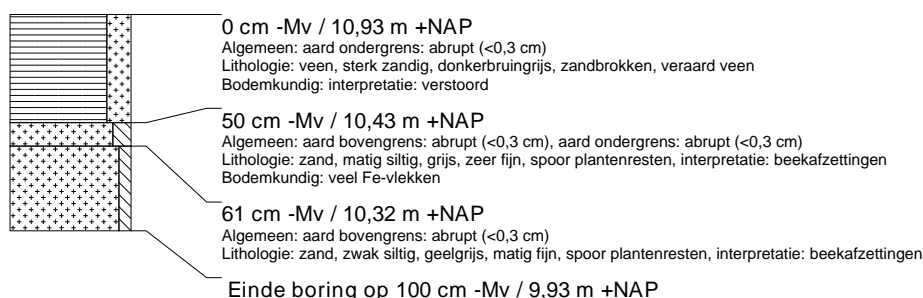 0 cm -Mv / 10,93 m +NAP
Algemeen: aard ondergrens: abrupt (<0,3 cm)
Lithologie: veen, sterk zandig, donkerbruingrijs, zandbrokken, veraard veen
Bodemkundig: interpretatie: verstoord
50 cm -Mv / 10,43 m +NAP
Algemeen: aard bovengrens: abrupt (<0,3 cm), aard ondergrens: abrupt (<0,3 cm)
Lithologie: zand, matig siltig, grijs, zeer fijn, spoor plantenresten, interpretatie: beekafzettingen
Bodemkundig: veel Fe-vlekken
61 cm -Mv / 10,32 m +NAP
Algemeen: aard bovengrens: abrupt (<0,3 cm)
Lithologie: zand, zwak siltig, geelgrijs, matig fijn, spoor plantenresten, interpretatie: beekafzettingen
Einde boring op 100 cm -Mv / 9,93 m +NAP